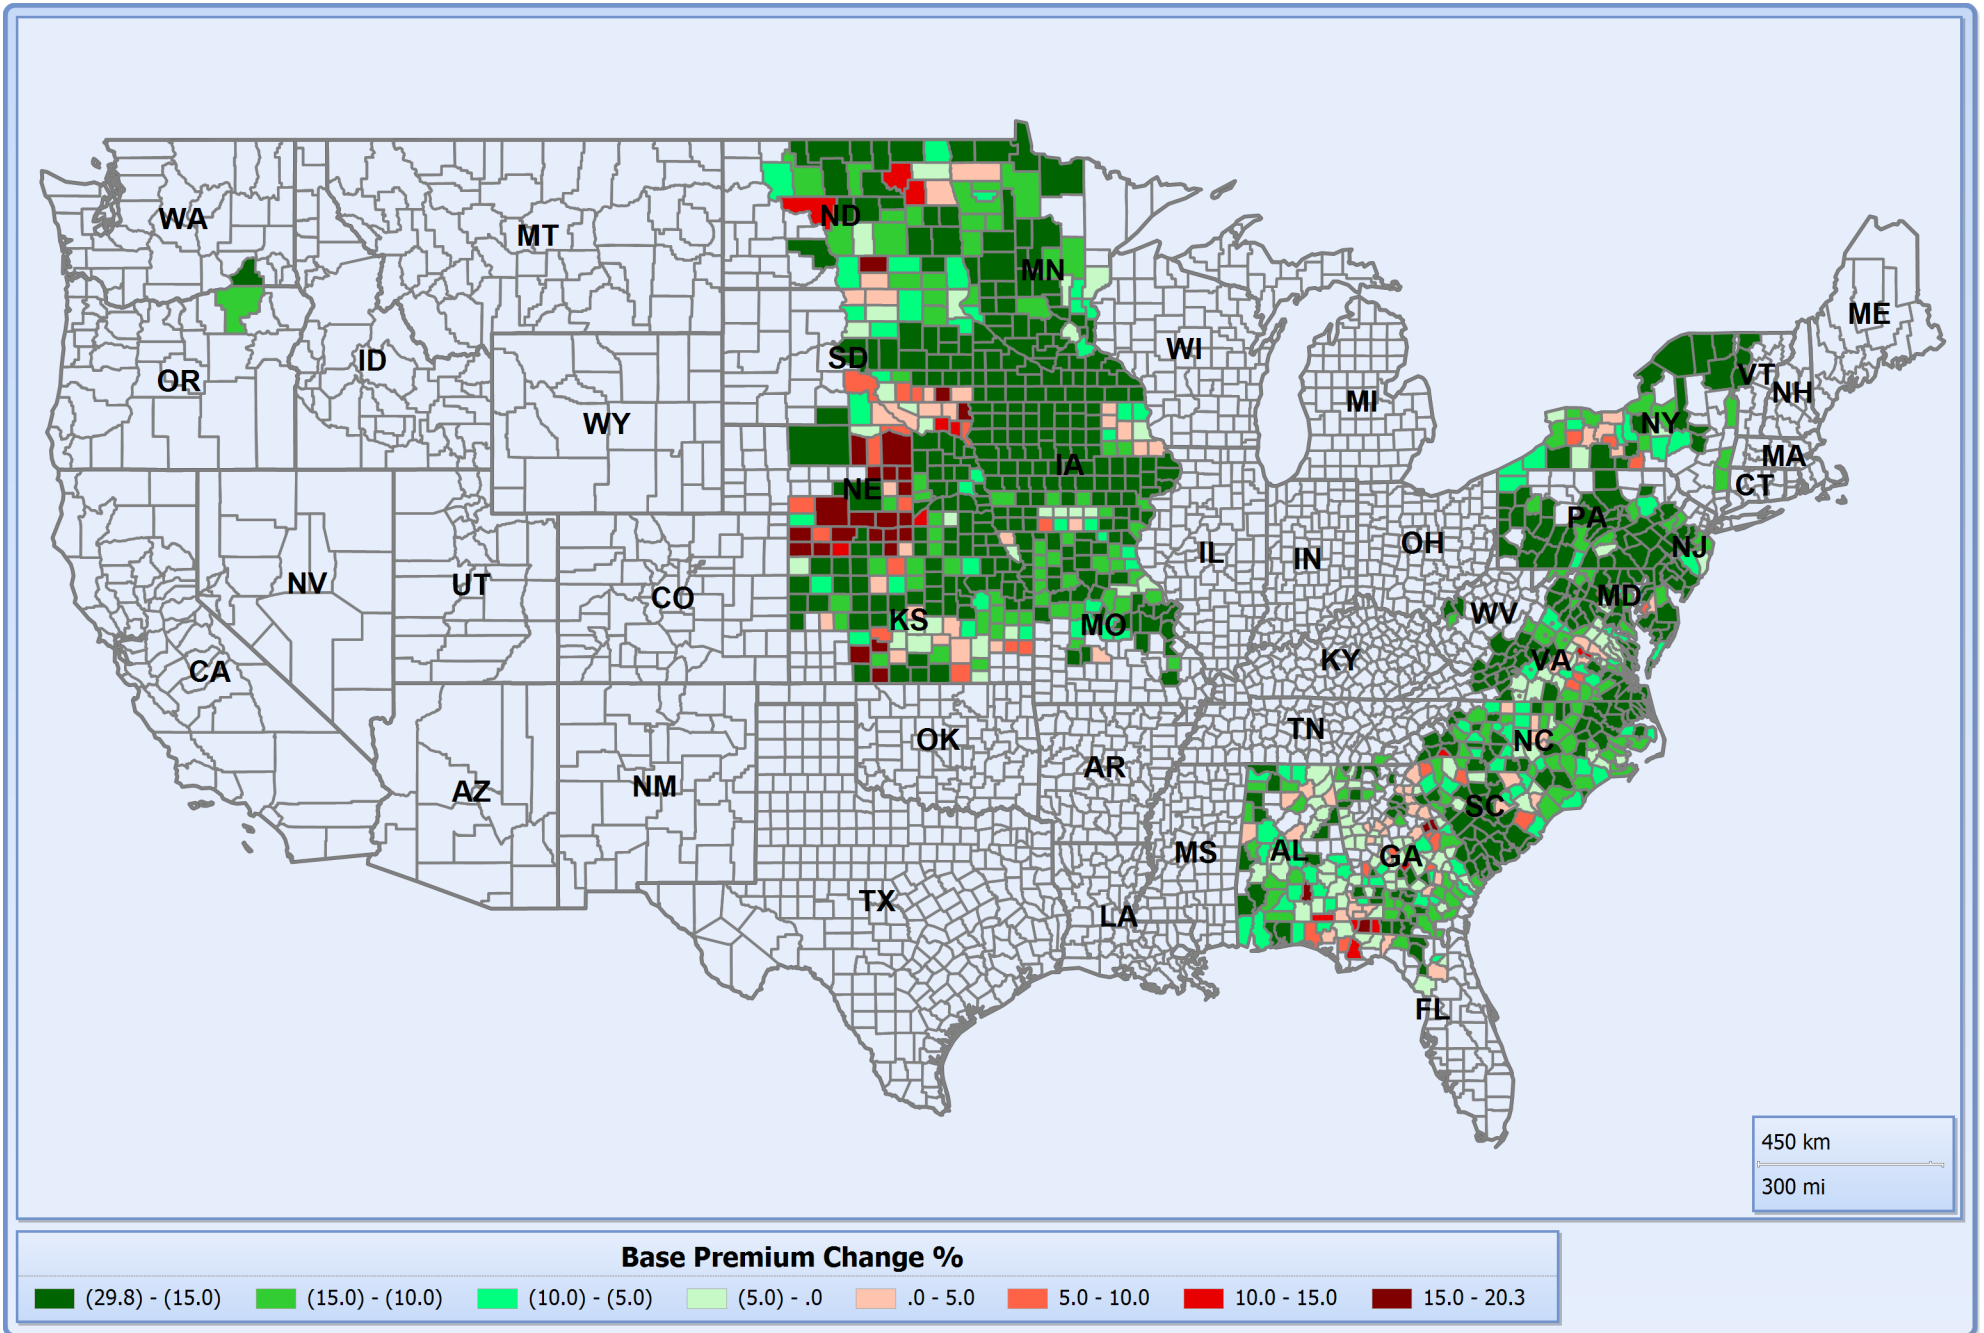 WA
MT
ND
MN
ME
OR
ID
SD
WI
VT
NH
WY
MI
NY
MA
IA
CT
NE
PA
NV
UT
CO
IL
IN
OH
NJ
MD
KS
MO
WV
CA
KY
VA
OK
TN
NC
AZ
NM
AR
SC
MS
AL
GA
TX
LA
FL
450 km
300 mi
Base Premium Change %
(29.8) - (15.0) (15.0) - (10.0) (10.0) - (5.0) (5.0) - .0 .0 - 5.0 5.0 - 10.0 10.0 - 15.0 15.0 - 20.3